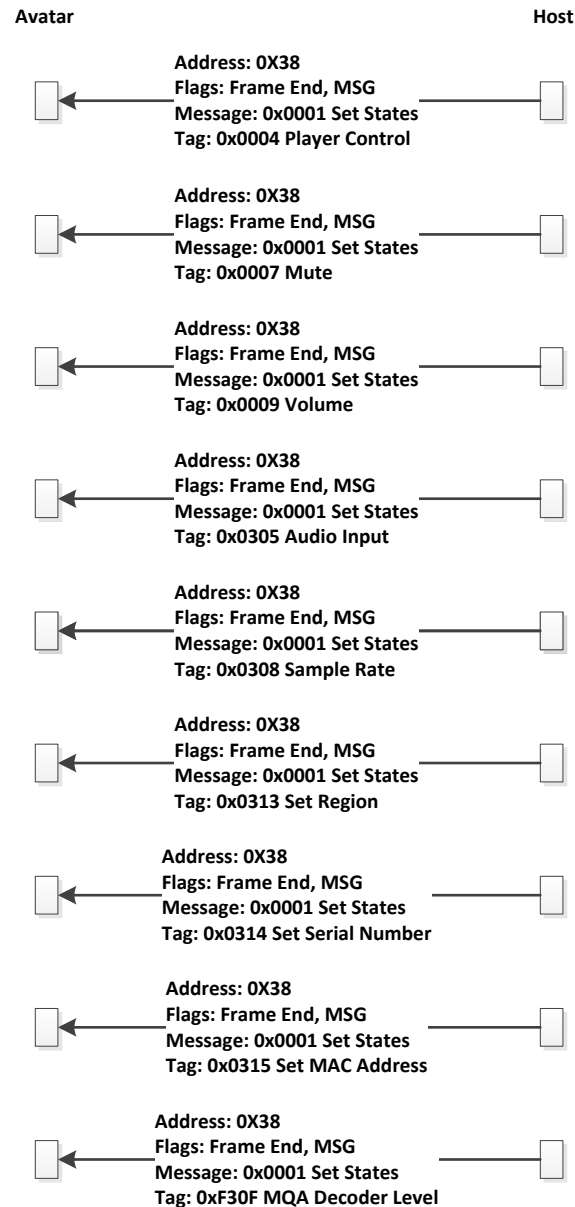 Avatar
Host
Address: 0X38
Flags: Frame End, MSG
Message: 0x0001 Set States
Tag: 0x0004 Player Control
Address: 0X38
Flags: Frame End, MSG
Message: 0x0001 Set States
Tag: 0x0007 Mute
Address: 0X38
Flags: Frame End, MSG
Message: 0x0001 Set States
Tag: 0x0009 Volume
Address: 0X38
Flags: Frame End, MSG
Message: 0x0001 Set States
Tag: 0x0305 Audio Input
Address: 0X38
Flags: Frame End, MSG
Message: 0x0001 Set States
Tag: 0x0308 Sample Rate
Address: 0X38
Flags: Frame End, MSG
Message: 0x0001 Set States
Tag: 0x0313 Set Region
Address: 0X38
Flags: Frame End, MSG
Message: 0x0001 Set States
Tag: 0x0314 Set Serial Number
Address: 0X38
Flags: Frame End, MSG
Message: 0x0001 Set States
Tag: 0x0315 Set MAC Address
Address: 0X38
Flags: Frame End, MSG
Message: 0x0001 Set States
Tag: 0xF30F MQA Decoder Level